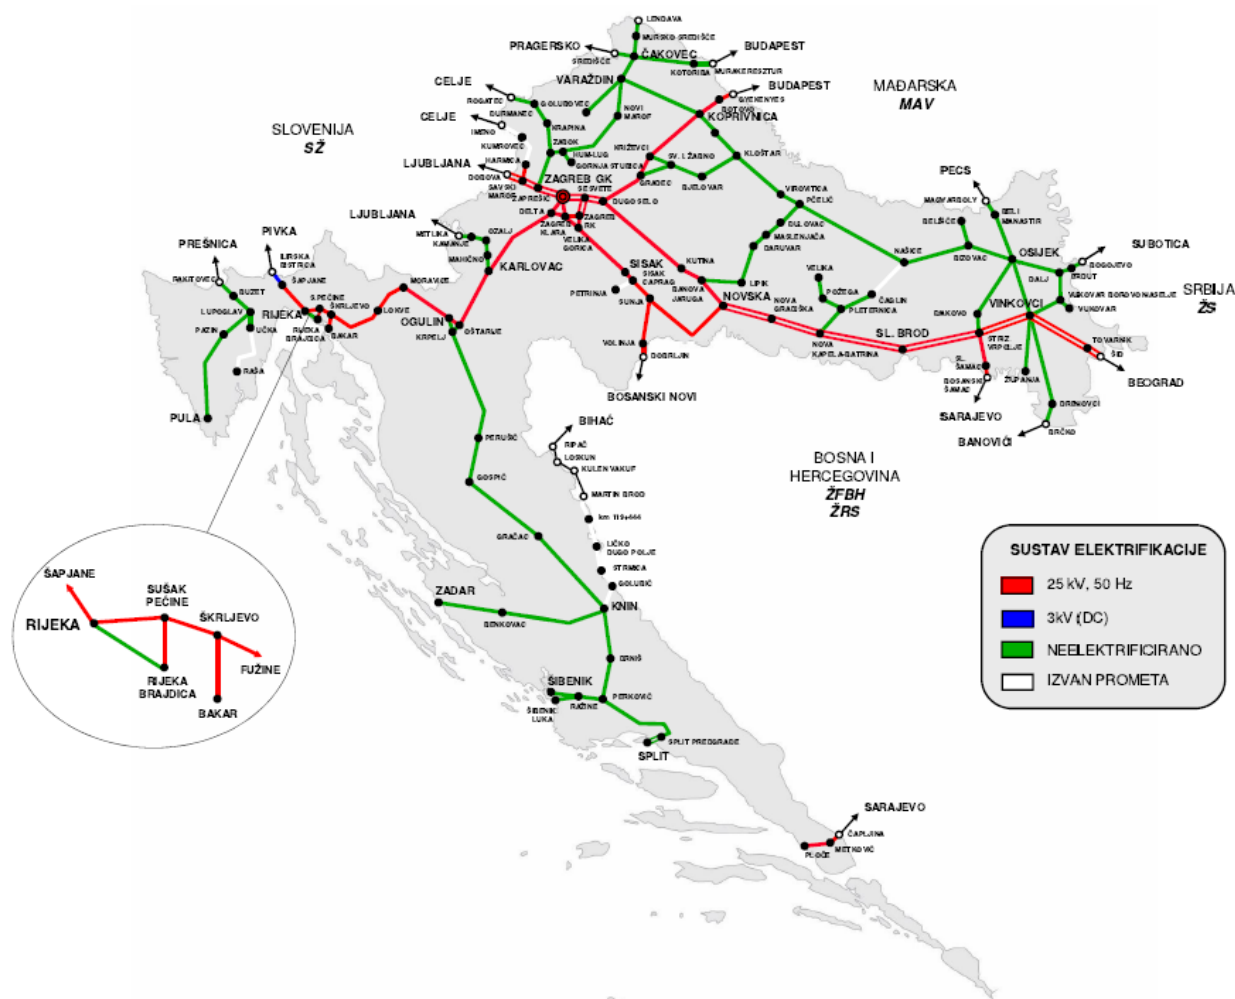 LENDAVA
MURSKO SREDIŠĆE
PRAGERSKO
SREDIŠĆE
ČAKOVEC
BUDAPEST
KOTORIBA
MURAKERESZTUR
CELJE
ROGATEC
ĐURMANEC
GOLUBOVEC
VARAŽDIN
BUDAPEST
GYEKENYES
BOTOVO
MAĐARSKA
MAV
SLOVENIJA
SŽ
CELJE
IMENO
KUMROVEC
KRAPINA
NOVI
MAROF
KOPRIVNICA
ZABOK
HUM-LUG
GORNJA STUBICA
KRIŽEVCI
SV. I. ŽABNO
KLOŠTAR
HARMICA
LJUBLJANA
DOBOVA
SAVSKI
MAROF
ZAPREŠIĆ
ZAGREB GK
SESVETE
DUGO SELO
GRADEC
BJELOVAR
VIROVITICA
PČELIĆ
PECS
MAGYARBOLY
BELI
MANASTIR
DELTA
ZAGREB
KLARA
ZAGREB
RK
VELIKA
GORICA
ĐULOVAC
MASLENJAČA
DARUVAR
BELIŠĆE
NAŠICE
BIZOVAC
OSIJEK
SUBOTICA
BOGOJEVO
ERDUT
DALJ
LJUBLJANA
METLIKA
KAMANJE
OZALJ
MAHIČNO
KARLOVAC
PIVKA
PREŠNICA
RAKITOVEC
ILIRSKA
BISTRICA
ŠAPJANE
BUZET
LUPOGLAV
PAZIN
UČKA
RAŠA
PULA
RIJEKA
S.PEĆINE
ŠKRLJEVO
RIJEKA
BRAJDICA
BAKAR
MORAVICE
LOKVE
OGULIN
OŠTARIJE
KRPELJ
SISAK
SISAK
CAPRAG
PETRINJA
SUNJA
KUTINA
BANOVA
JARUGA
LIPIK
NOVSKA
NOVA
GRADIŠKA
VELIKA
POŽEGA
PLETERNICA
ČAGLIN
NOVA
KAPELA-BATRINA
SL. BROD
ĐAKOVO
STRIZ.
VRPOLJE
VINKOVCI
VUKOVAR BOROVO NASELJE
VUKOVAR
SRBIJA
ŽS
VOLINJA
DOBRLJIN
BOSANSKI NOVI
SL.
ŠAMAC
BOSANSKI
ŠAMAC
SARAJEVO
ŽUPANJA
DRENOVCI
BRČKO
BANOVIĆI
TOVARNIK
ŠID
BEOGRAD
PERUŠIĆ
GOSPIĆ
GRAČAC
BIHAĆ
RIPAČ
LOSKUN
KULEN VAKUF
MARTIN BROD
km 119+444
LIČKO
DUGO POLJE
STRMICA
GOLUBIĆ
BOSNA I
HERCEGOVINA
ŽFBH
ŽRS
ZADAR
BENKOVAC
KNIN
DRNIŠ
ŠIBENIK
ŠIBENIK
LUKA
RAŽINE
PERKOVIĆ
SPLIT PREDGRAĐE
SPLIT
SARAJEVO
ČAPLJINA
METKOVIĆ
PLOČE
ŠAPJANE
SUŠAK
PEĆINE
ŠKRLJEVO
RIJEKA
FUŽINE
RIJEKA
BRAJDICA
BAKAR
SUSTAV ELEKTRIFIKACIJE
25 kV, 50 Hz
3kV (DC)
NEELEKTRIFICIRANO
IZVAN PROMETA